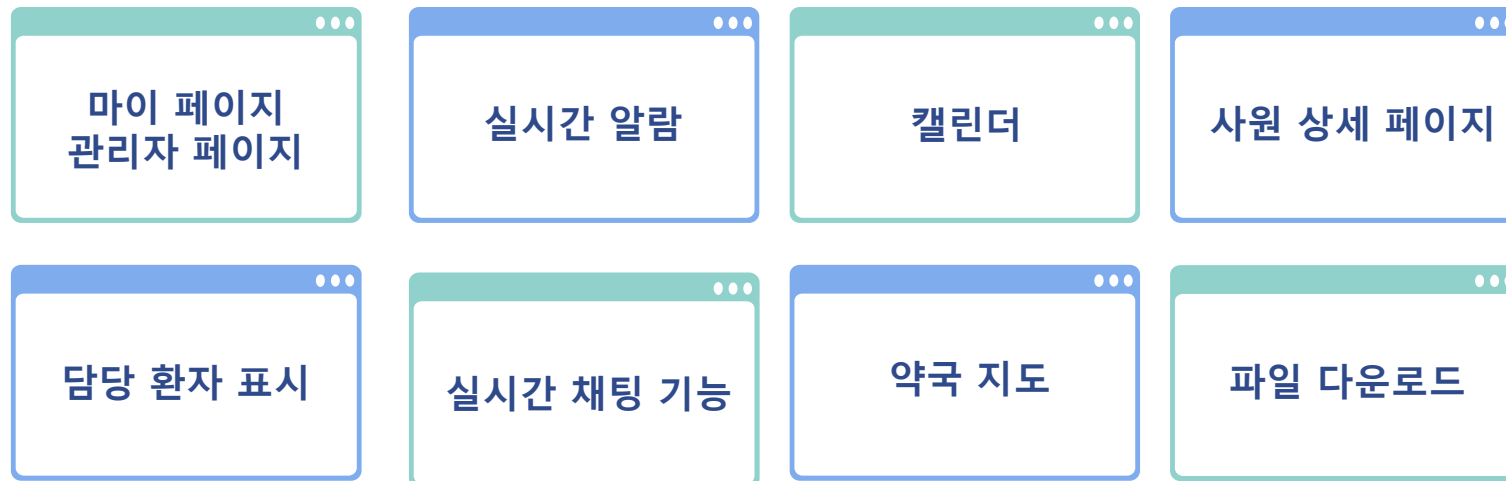 마이 페이지
관리자 페이지
실시간 알람
캘린더
사원 상세 페이지
담당 환자 표시
실시간 채팅 기능
약국 지도
파일 다운로드